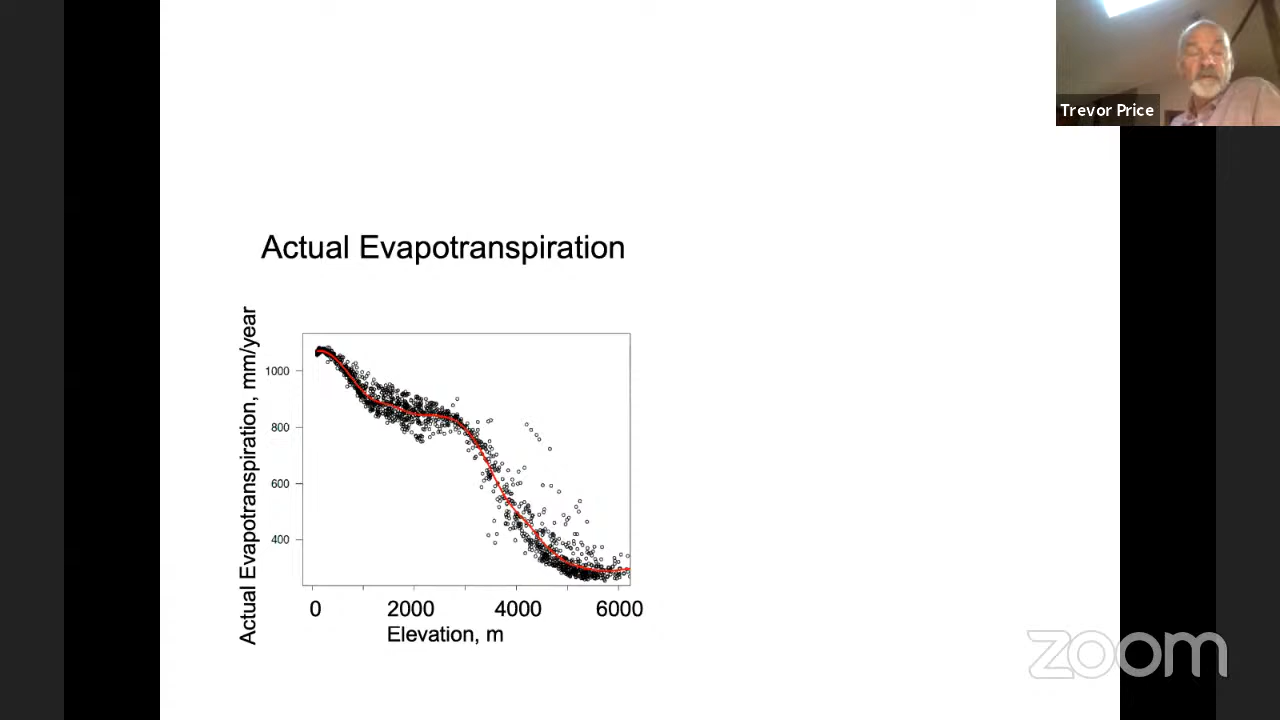 Trevor Price
Actual Evapotranspiration
Actual Evapotranspiration, mm/year
1000
800
600
400
0 2000 4000 6000
Elevation, m
zoom